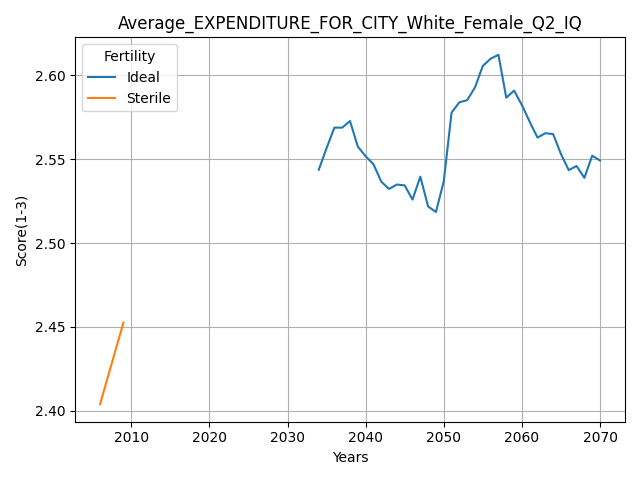 Average_EXPENDITURE_FOR_CITY_White_Female_Q2_IQ
Fertility
Ideal
Sterile
Score(1-3)
2.60
2.55
2.50
2.45
2.40
2010 2020 2030 2040 2050 2060 2070
Years